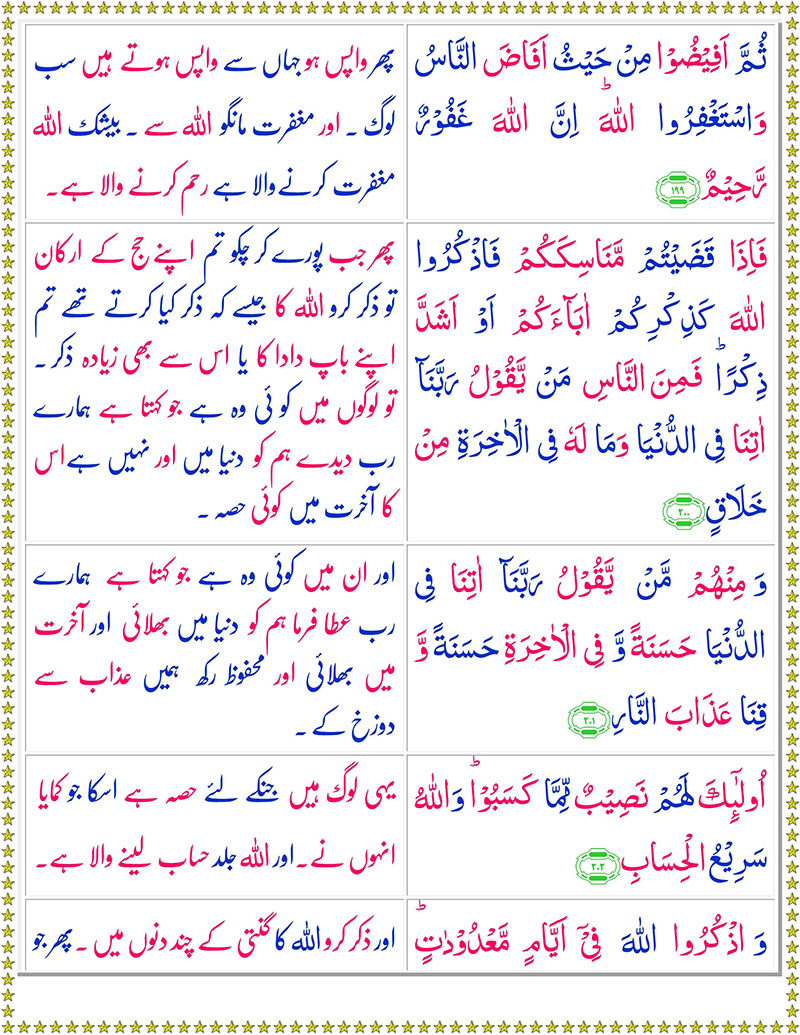 ثُمَّ اَفِيْضُوْا مِنْ حَيْثُ اَفَاضَ النَّاسُ
وَاسْتَغْفِرُوا اللّٰهَ ؕ اِنَّ اللّٰهَ غَفُوْرٌ
رَّحِيْمٌ ۱۹۹
پھر واپس ہو جہاں سے واپس ہوتے ہیں سب
لوگ ۔ اور مغفرت مانگو اللہ سے ۔ بیشک اللہ
مغفرت کرنے والا ہے رحم کرنے والا ہے۔
فَاِذَا قَضَيْتُمْ مَّنَاسِكَكُمْ فَاذْكُرُوا
اللّٰهَ كَذِكْرِكُمْ اٰبَآءَكُمْ اَوْ اَشَدَّ
ذِكْرًا ؕ فَمِنَ النَّاسِ مَنْ يَّقُوْلُ رَبَّنَاۤ
اٰتِنَا فِى الدُّنْيَا وَمَا لَهٗ فِى الْاٰخِرَةِ مِنْ
خَلَاقٍ ۲۰۰
پھر جب پورے کر چکو تم اپنے حج کے ارکان
تو ذکر کرو اللہ کا جیسے کہ ذکر کیا کرتے تھے تم
اپنے باپ دادا کا یا اس سے بھی زیادہ ذکر ۔
تو لوگوں میں کوئی وہ ہے جو کہتا ہے ہمارے
رب دیدے ہم کو دنیا میں اور نہیں ہے اس
کا آخرت میں کوئی حصہ ۔
وَ مِنْهُمْ مَّنْ يَّقُوْلُ رَبَّنَاۤ اٰتِنَا فِى
الدُّنْيَا حَسَنَةً وَّ فِى الْاٰخِرَةِ حَسَنَةً وَّ
قِنَا عَذَابَ النَّارِ ۲۰۱
اور ان میں کوئی وہ ہے جو کہتا ہے ہمارے
رب عطا فرما ہم کو دنیا میں بھلائی اور آخرت
میں بھلائی اور محفوظ رکھ ہمیں عذاب سے
دوزخ کے ۔
اُولٰٓئِكَ لَهُمْ نَصِيْبٌ مِّمَّا كَسَبُوْا ؕ وَاللّٰهُ
سَرِيْعُ الْحِسَابِ ۲۰۲
یہی لوگ ہیں جنکے لئے حصہ ہے اسکا جو کمایا
انہوں نے ۔ اور اللہ جلد حساب لینے والا ہے۔
وَ اذْكُرُوا اللّٰهَ فِىْۤ اَيَّامٍ مَّعْدُوْدٰتٍ ؕ
اور ذکر کرو اللہ کا گنتی کے چند دنوں میں ۔ پھر جو